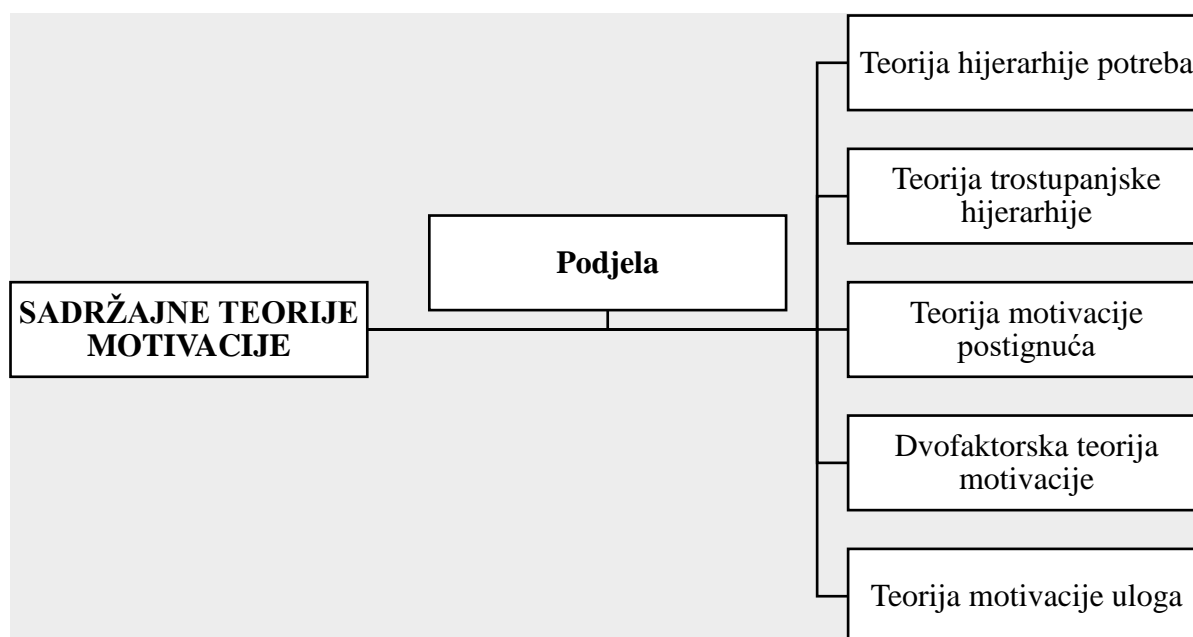 SADRŽAJNE TEORIJE
MOTIVACIJE
Podjela
Teorija hijerarhije potreba
Teorija trostupanjske
hijerarhije
Teorija motivacije
postignuća
Dvofaktorska teorija
motivacije
Teorija motivacije uloga